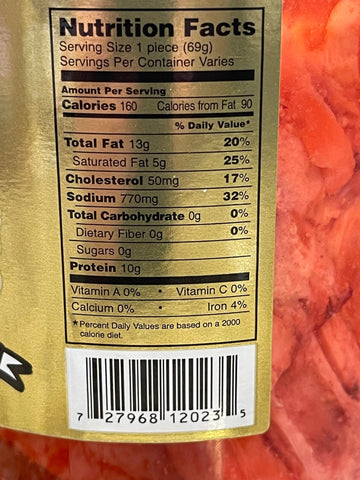 Nutrition Facts
Serving Size 1 piece (69g)
Servings Per Container Varies
Amount Per Serving
Calories 160 Calories from Fat 90
% Daily Value*
Total Fat 13g 20%
Saturated Fat 5g 25%
Cholesterol 50mg 17%
Sodium 770mg 32%
Total Carbohydrate 0g 0%
Dietary Fiber 0g 0%
Sugars 0g
Protein 10g
Vitamin A 0% • Vitamin C 0%
Calcium 0% • Iron 4%
*Percent Daily Values are based on a 2000
calorie diet.
7 27968 12023 5